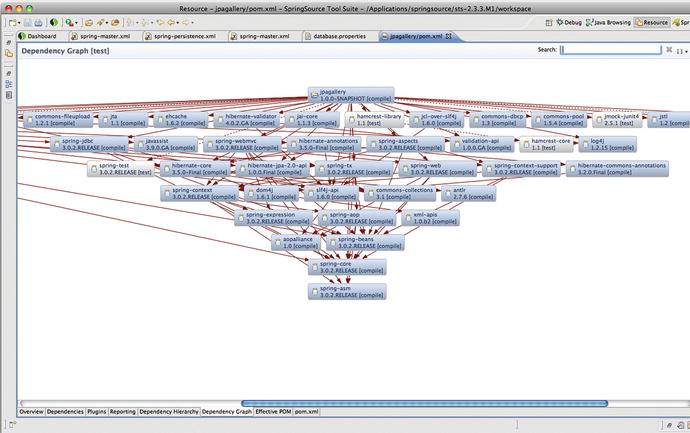 Resource - jpagallery/pom.xml - SpringSource Tool Suite - /Applications/springsource/sts-2.3.3.M1/workspace
Debug
Java Browsing
Resource
Dashboard
spring-master.xml
spring-persistence.xml
spring-master.xml
database.properties
jpagallery/pom.xml
Dependency Graph [test]
Search:
jpagallery
1.0.0-SNAPSHOT [compile]
commons-fileupload
1.2.1 [compile]
jta
1.1 [compile]
ehcache
1.6.2 [compile]
hibernate-validator
4.0.2.GA [compile]
jai-core
1.1.3 [compile]
hamcrest-library
1.1 [test]
jcl-over-slf4j
1.6.0 [compile]
commons-dbcp
1.3 [compile]
commons-pool
1.5.4 [compile]
jmock-junit4
2.5.1 [test]
jstl
spring-jdbc
3.0.2.RELEASE [compile]
javassist
3.9.0.GA [compile]
spring-webmvc
3.0.2.RELEASE [compile]
hibernate-annotations
3.5.0-Final [compile]
spring-aspects
3.0.2.RELEASE [compile]
validation-api
1.0.0.GA [compile]
hamcrest-core
1.1 [test]
log4j
1.2.15 [compile]
spring-test
3.0.2.RELEASE [test]
hibernate-core
3.5.0-Final [compile]
hibernate-jpa-2.0-api
1.0.0.Final [compile]
spring-tx
3.0.2.RELEASE [compile]
spring-web
3.0.2.RELEASE [compile]
spring-context-support
3.0.2.RELEASE [compile]
hibernate-commons-annotations
3.2.0.Final [compile]
spring-context
3.0.2.RELEASE [compile]
dom4j
1.6.1 [compile]
slf4j-api
1.6.0 [compile]
commons-collections
3.1 [compile]
antlr
2.7.6 [compile]
spring-expression
3.0.2.RELEASE [compile]
spring-aop
3.0.2.RELEASE [compile]
xml-apis
1.0.b2 [compile]
aopalliance
1.0 [compile]
spring-beans
3.0.2.RELEASE [compile]
spring-core
3.0.2.RELEASE [compile]
spring-asm
3.0.2.RELEASE [compile]
Overview
Dependencies
Plugins
Reporting
Dependency Hierarchy
Dependency Graph
Effective POM
pom.xml